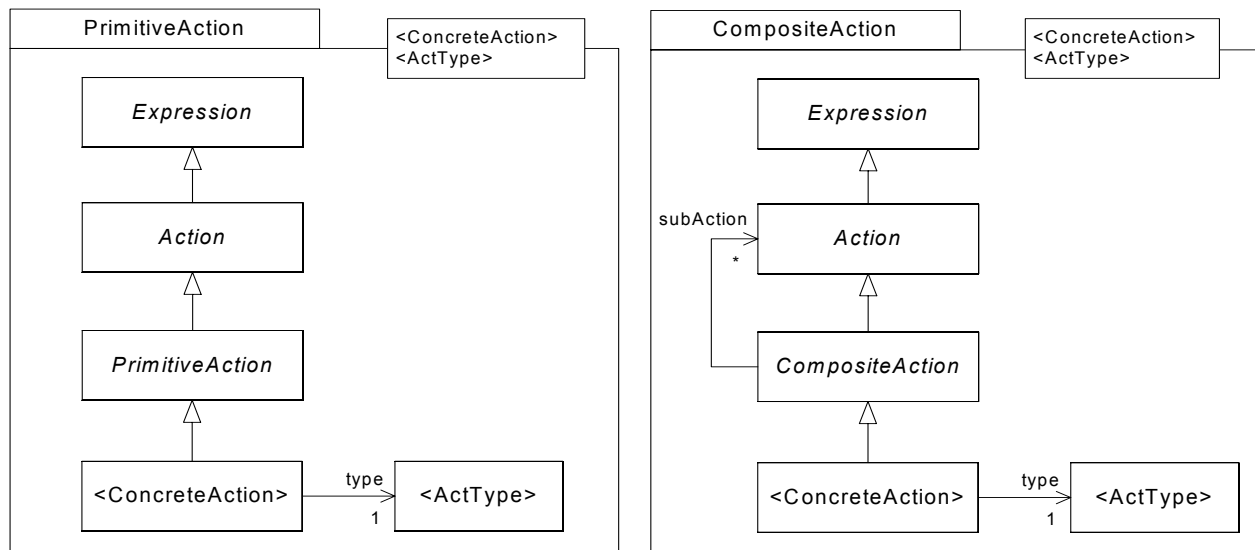 PrimitiveAction
<ConcreteAction>
<ActType>
Expression
Action
PrimitiveAction
<ConcreteAction>
type
1
<ActType>
CompositeAction
<ConcreteAction>
<ActType>
Expression
subAction
*
Action
CompositeAction
<ConcreteAction>
type
1
<ActType>